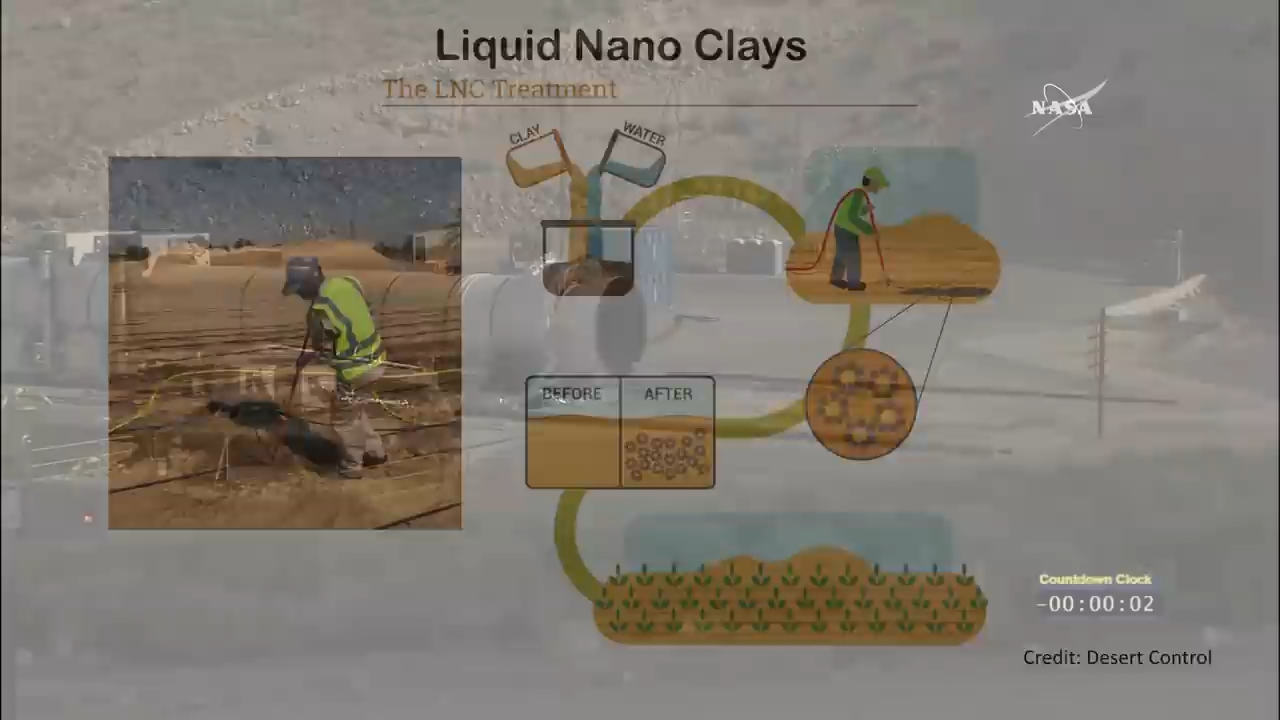 Liquid Nano Clays
The LNC Treatment
NASA
CLAY
WATER
BEFORE
AFTER
Countdown Clock
-00:00:02
Credit: Desert Control